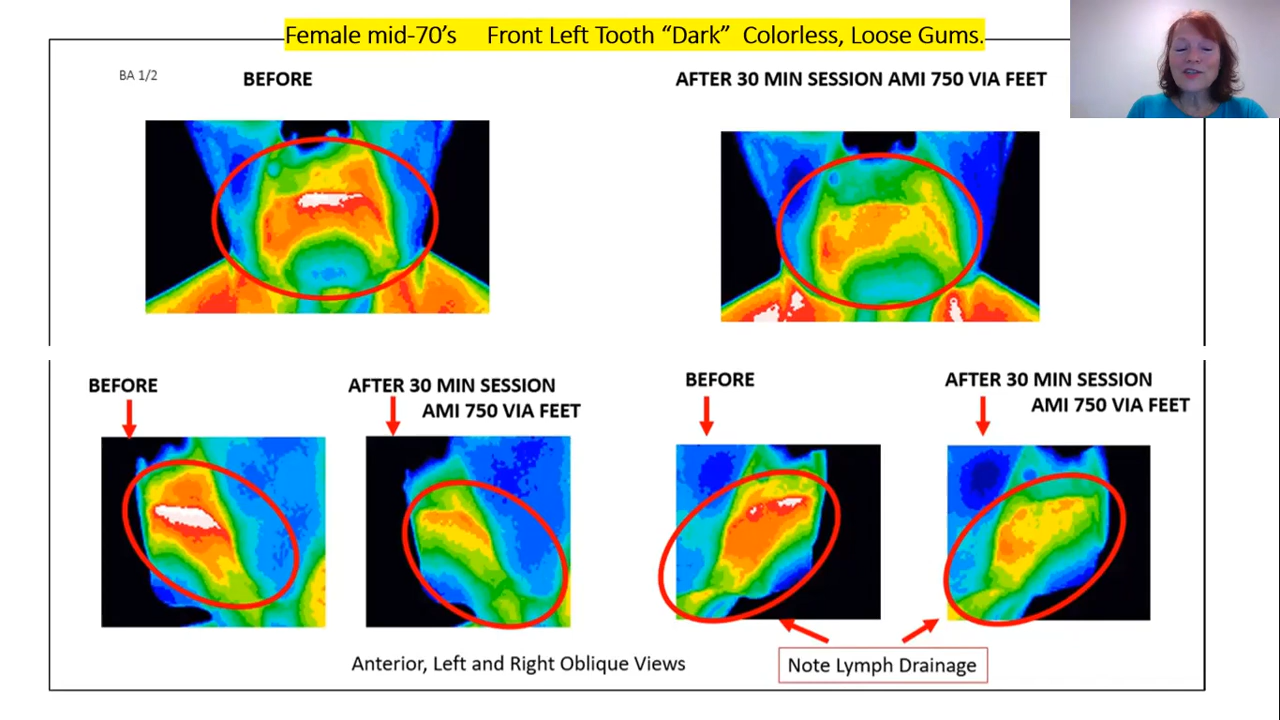 Female mid-70’s Front Left Tooth “Dark” Colorless, Loose Gums.
BA 1/2
BEFORE
AFTER 30 MIN SESSION AMI 750 VIA FEET
BEFORE
AFTER 30 MIN SESSION
AMI 750 VIA FEET
BEFORE
AFTER 30 MIN SESSION
AMI 750 VIA FEET
Anterior, Left and Right Oblique Views
Note Lymph Drainage